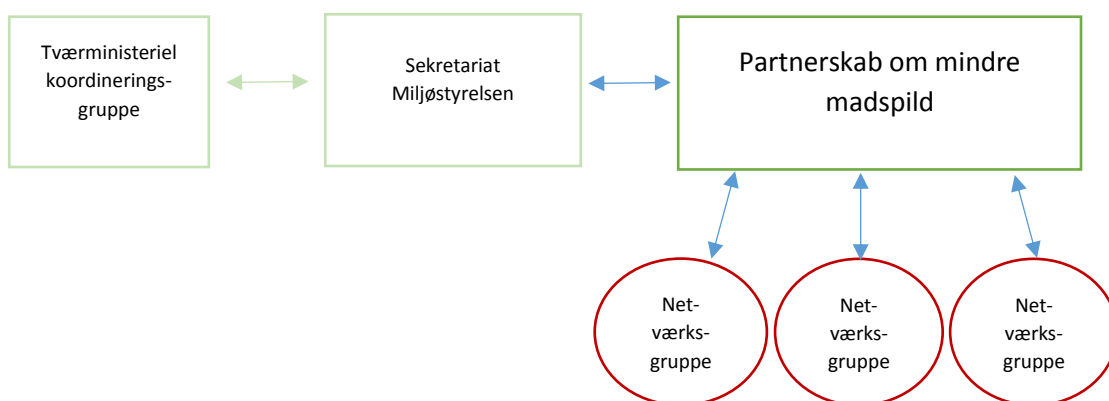 Tværministeriel
koordinerings-
gruppe
Sekretariat
Miljøstyrelsen
Partnerskab om mindre
madspild
Net-
værks-
gruppe
Net-
værks-
gruppe
Net-
værks-
gruppe